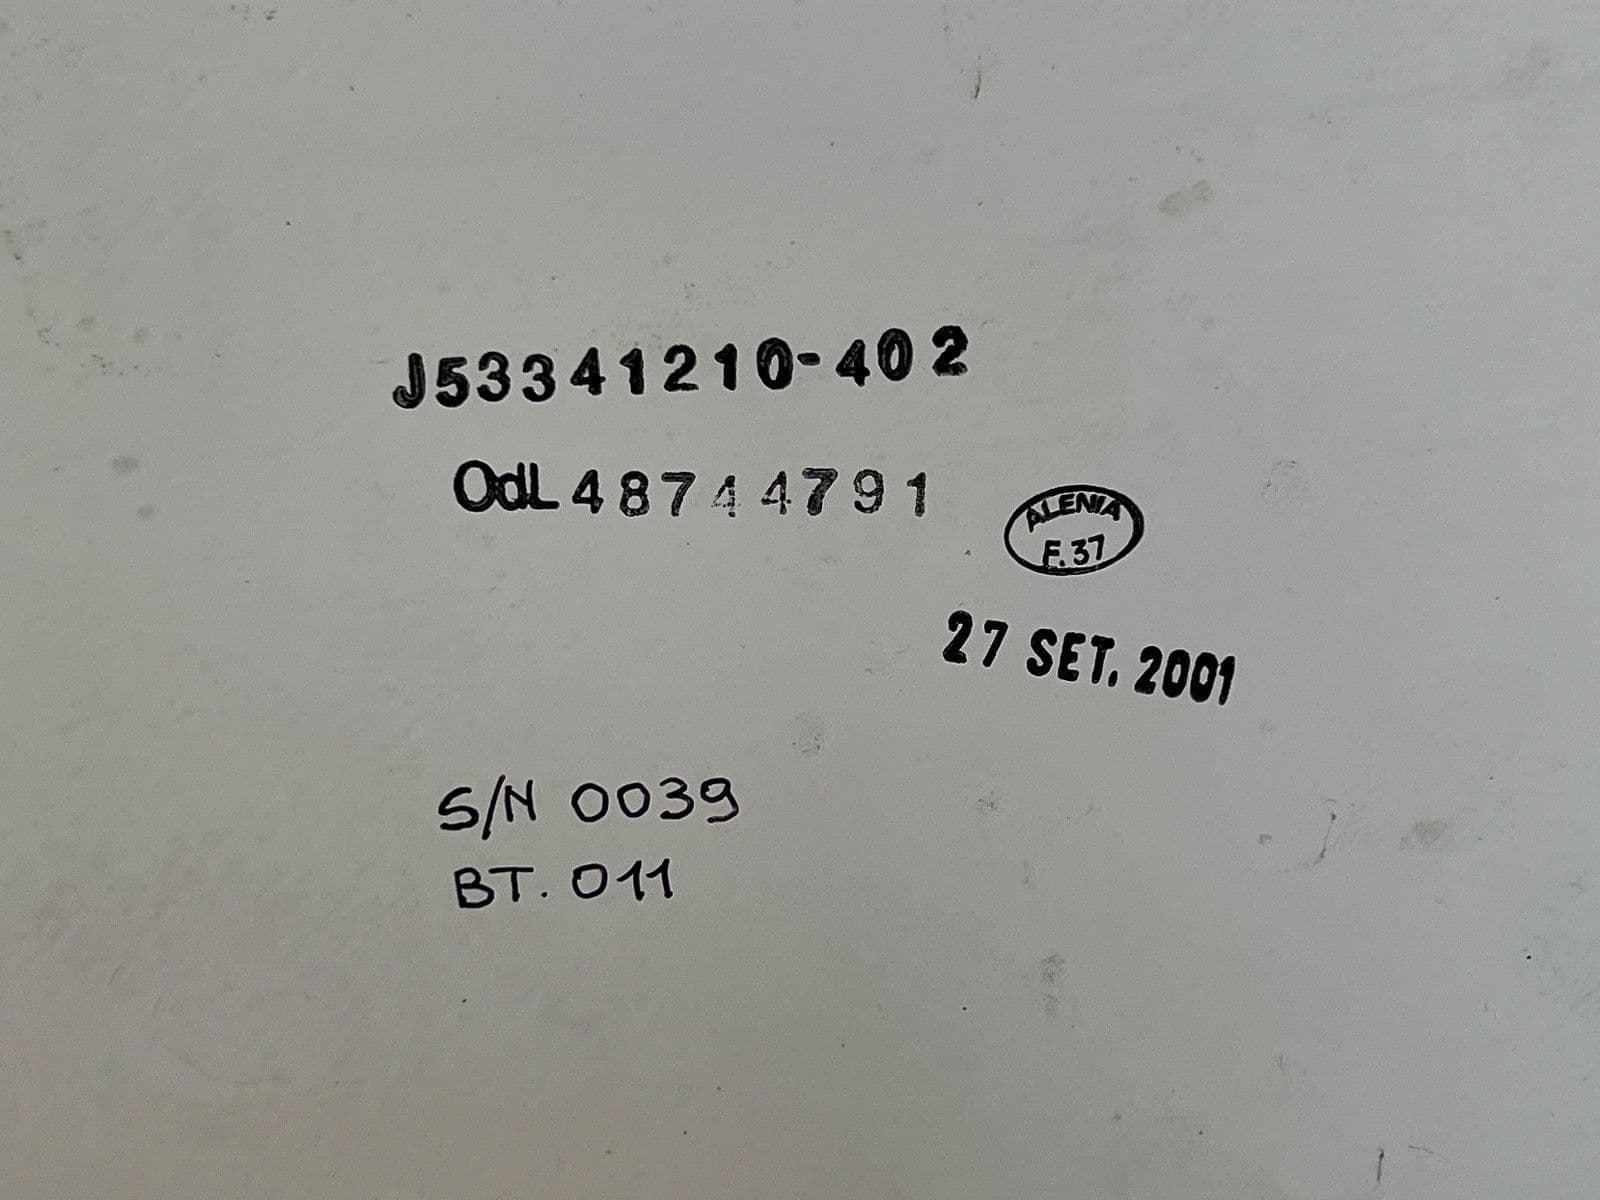 J53341210-402
OdL 48744791
ALENIA
F.37
27 SET. 2001
S/N 0039
BT. 011